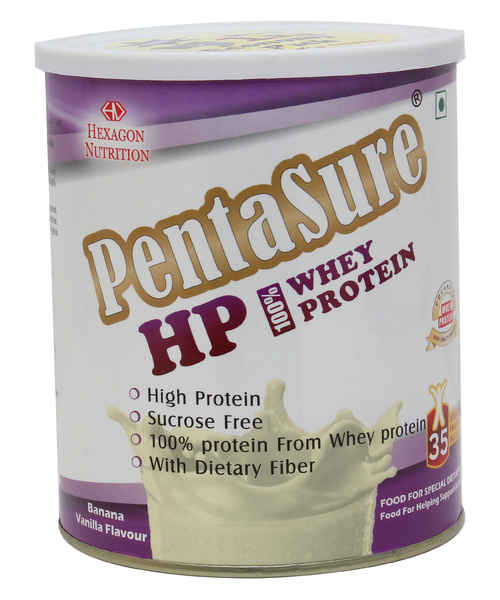 HEXAGON
NUTRITION
PentaSure®
HP 100% WHEY
PROTEIN
High Protein
Sucrose Free
100% protein From Whey protein
With Dietary Fiber
35
Banana
Vanilla Flavour
FOOD FOR SPECIAL
Food For Helping Support